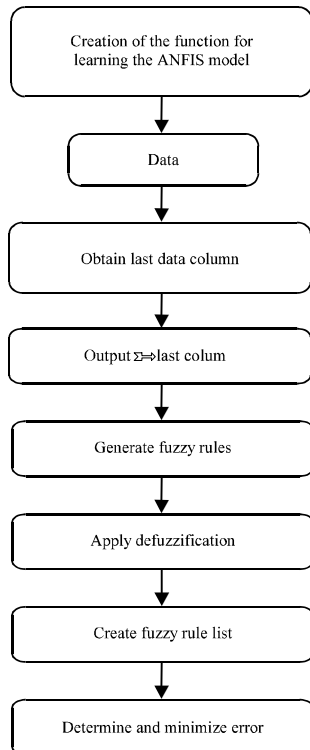 Creation of the function for
learning the ANFIS model
Data
Obtain last data column
Output Σ⇒last colum
Generate fuzzy rules
Apply defuzzification
Create fuzzy rule list
Determine and minimize error